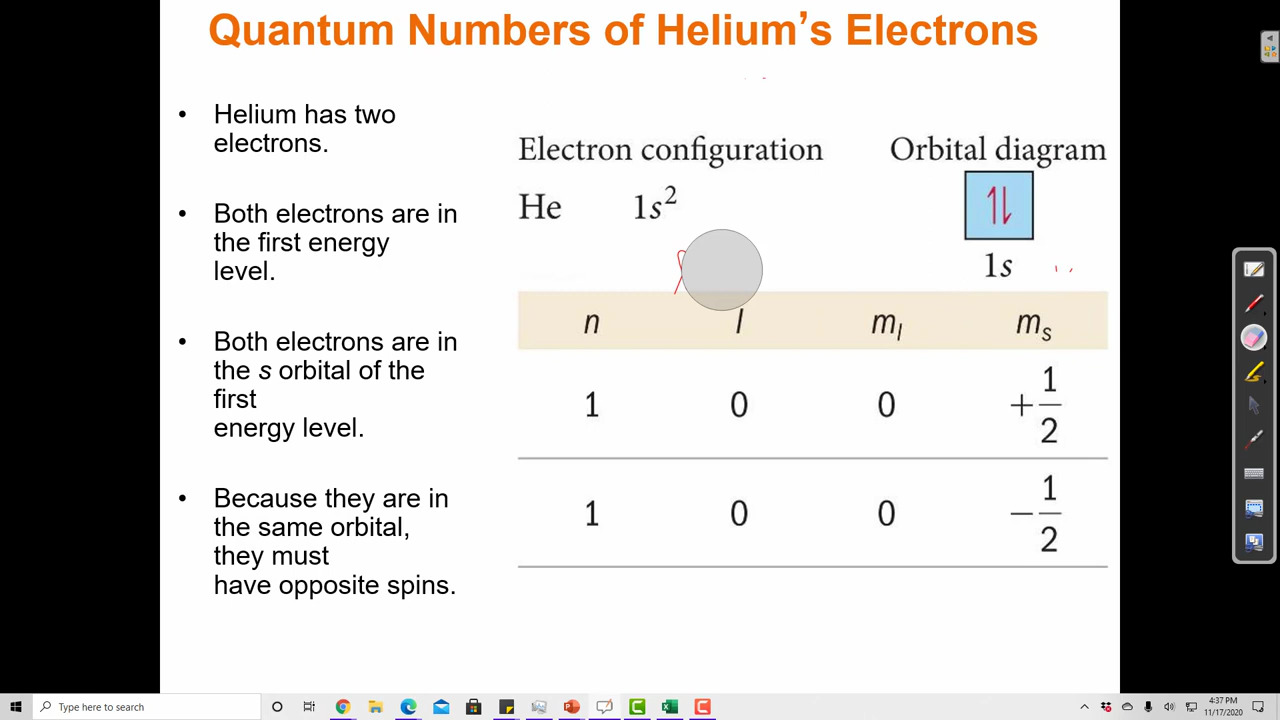 Quantum Numbers of Helium’s Electrons
• Helium has two
electrons.
• Both electrons are in
the first energy
level.
• Both electrons are in
the s orbital of the
first
energy level.
• Because they are in
the same orbital,
they must
have opposite spins.
Electron configuration
He 1s²
Orbital diagram
1s
n l mₗ mₛ
1 0 0 +1/2
1 0 0 −1/2
Type here to search
4:37 PM
11/17/2020